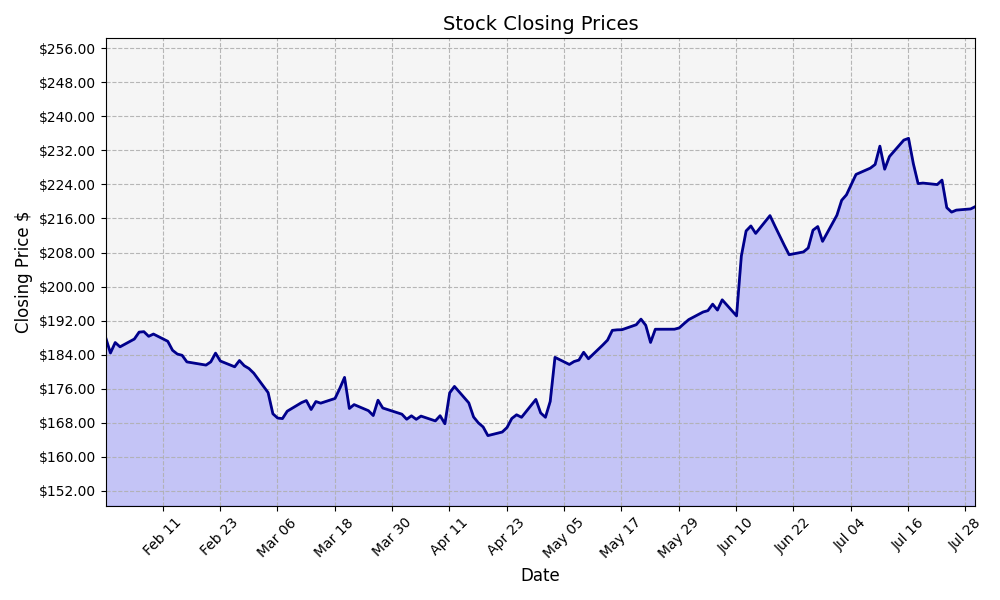 Stock Closing Prices
$256.00
$248.00
$240.00
$232.00
$224.00
$216.00
$208.00
$200.00
$192.00
$184.00
$176.00
$168.00
$160.00
$152.00
Closing Price $
Feb 11
Feb 23
Mar 06
Mar 18
Mar 30
Apr 11
Apr 23
May 05
May 17
May 29
Jun 10
Jun 22
Jul 04
Jul 16
Jul 28
Date